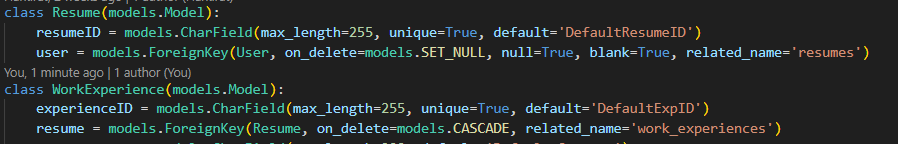 class Resume(models.Model):
resumeID = models.CharField(max_length=255, unique=True, default='DefaultResumeID')
user = models.ForeignKey(User, on_delete=models.SET_NULL, null=True, blank=True, related_name='resumes')
You, 1 minute ago | 1 author (You)
class WorkExperience(models.Model):
experienceID = models.CharField(max_length=255, unique=True, default='DefaultExpID')
resume = models.ForeignKey(Resume, on_delete=models.CASCADE, related_name='work_experiences')